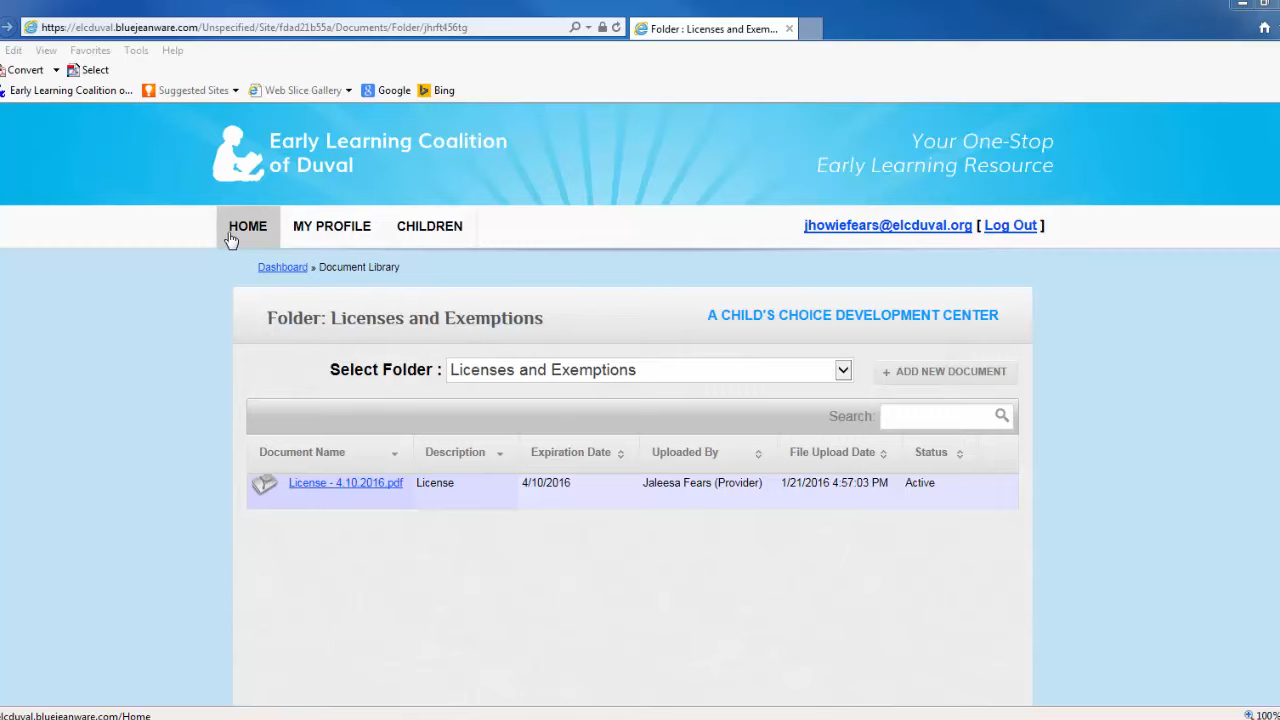 https://elcduval.bluejeanware.com/Unspecified/Site/fdad21b55a/Documents/Folder/jhrft456tg
Folder : Licenses and Exem...
Edit View Favorites Tools Help
Convert Select
Early Learning Coalition o... Suggested Sites Web Slice Gallery Google Bing
Early Learning Coalition
of Duval
Your One-Stop
Early Learning Resource
HOME MY PROFILE CHILDREN
jhowiefears@elcduval.org [ Log Out ]
Dashboard » Document Library
Folder: Licenses and Exemptions
A CHILD'S CHOICE DEVELOPMENT CENTER
Select Folder : Licenses and Exemptions
+ ADD NEW DOCUMENT
Search:
Document Name Description Expiration Date Uploaded By File Upload Date Status
License - 4.10.2016.pdf License 4/10/2016 Jaleesa Fears (Provider) 1/21/2016 4:57:03 PM Active
elcduval.bluejeanware.com/Home
100%